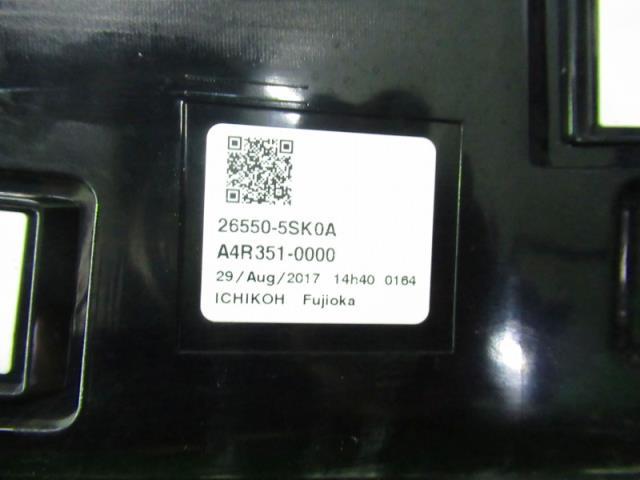 26550-5SK0A
A4R351-0000
29/Aug/2017 14h40 0164
ICHIKOH Fujioka